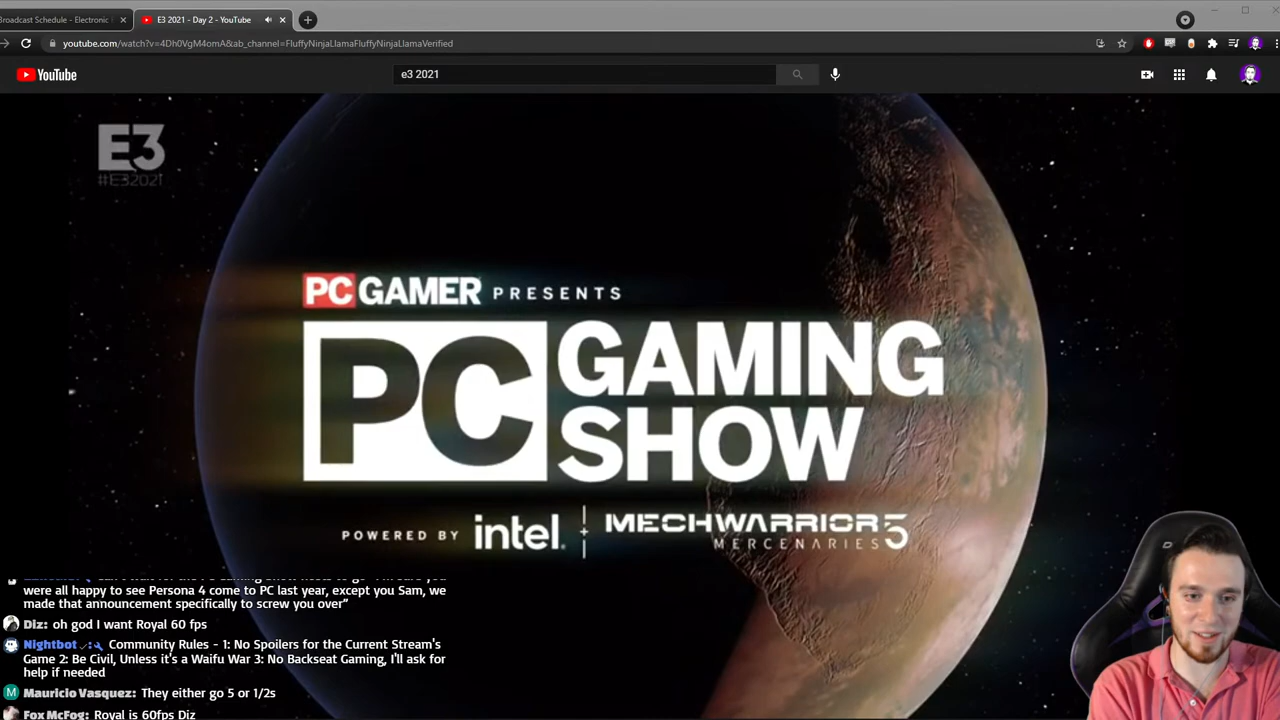 Broadcast Schedule - Electronic
E3 2021 - Day 2 - YouTube
youtube.com/watch?v=4Dh0VgM4omA&ab_channel=FluffyNinjaLlamaFluffyNinjaLlamaVerified
YouTube
e3 2021
E3
#E32021
PC GAMER PRESENTS
PC GAMING
SHOW
POWERED BY intel. + MECHWARRIOR 5
MERCENARIES
were all happy to see Persona 4 come to PC last year, except you Sam, we
made that announcement specifically to screw you over"
Diz: oh god I want Royal 60 fps
Nightbot Community Rules - 1: No Spoilers for the Current Stream's
Game 2: Be Civil, Unless it's a Waifu War 3: No Backseat Gaming, I'll ask for
help if needed
Mauricio Vasquez: They either go 5 or 1/2s
Fox McFog: Royal is 60fps Diz